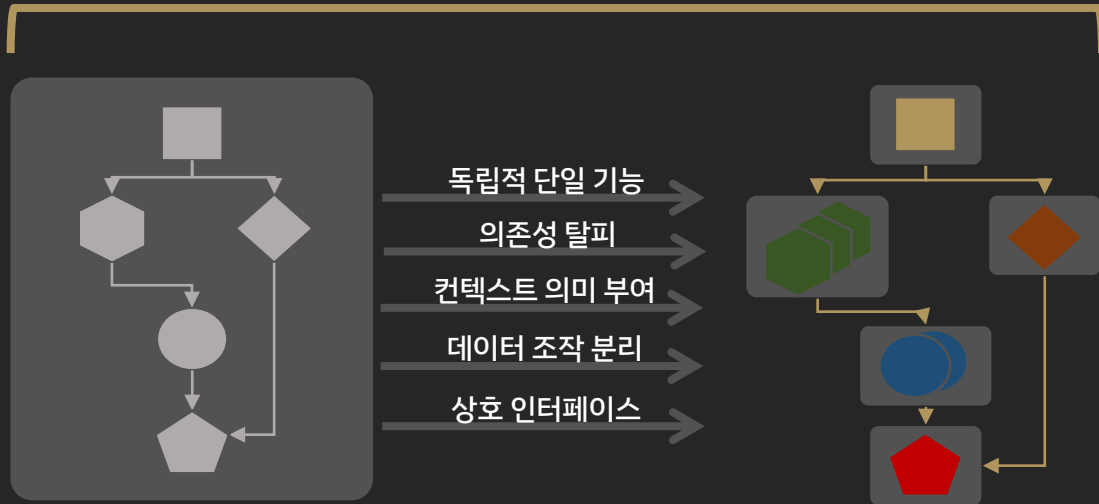 독립적 단일 기능
의존성 탈피
컨텍스트 의미 부여
데이터 조작 분리
상호 인터페이스